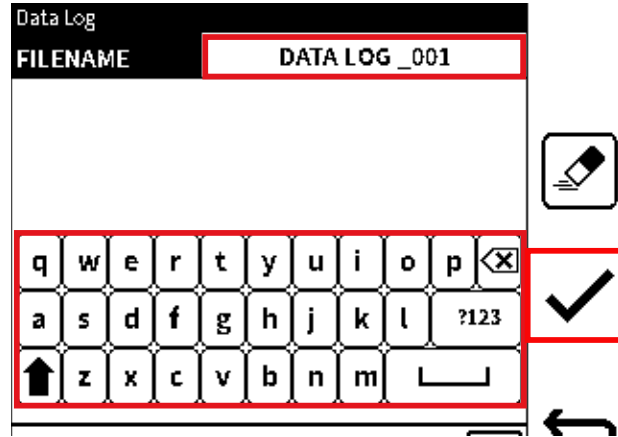 Data Log
FILENAME DATA LOG _001
q w e r t y u i o p
a s d f g h j k l ?123
z x c v b n m